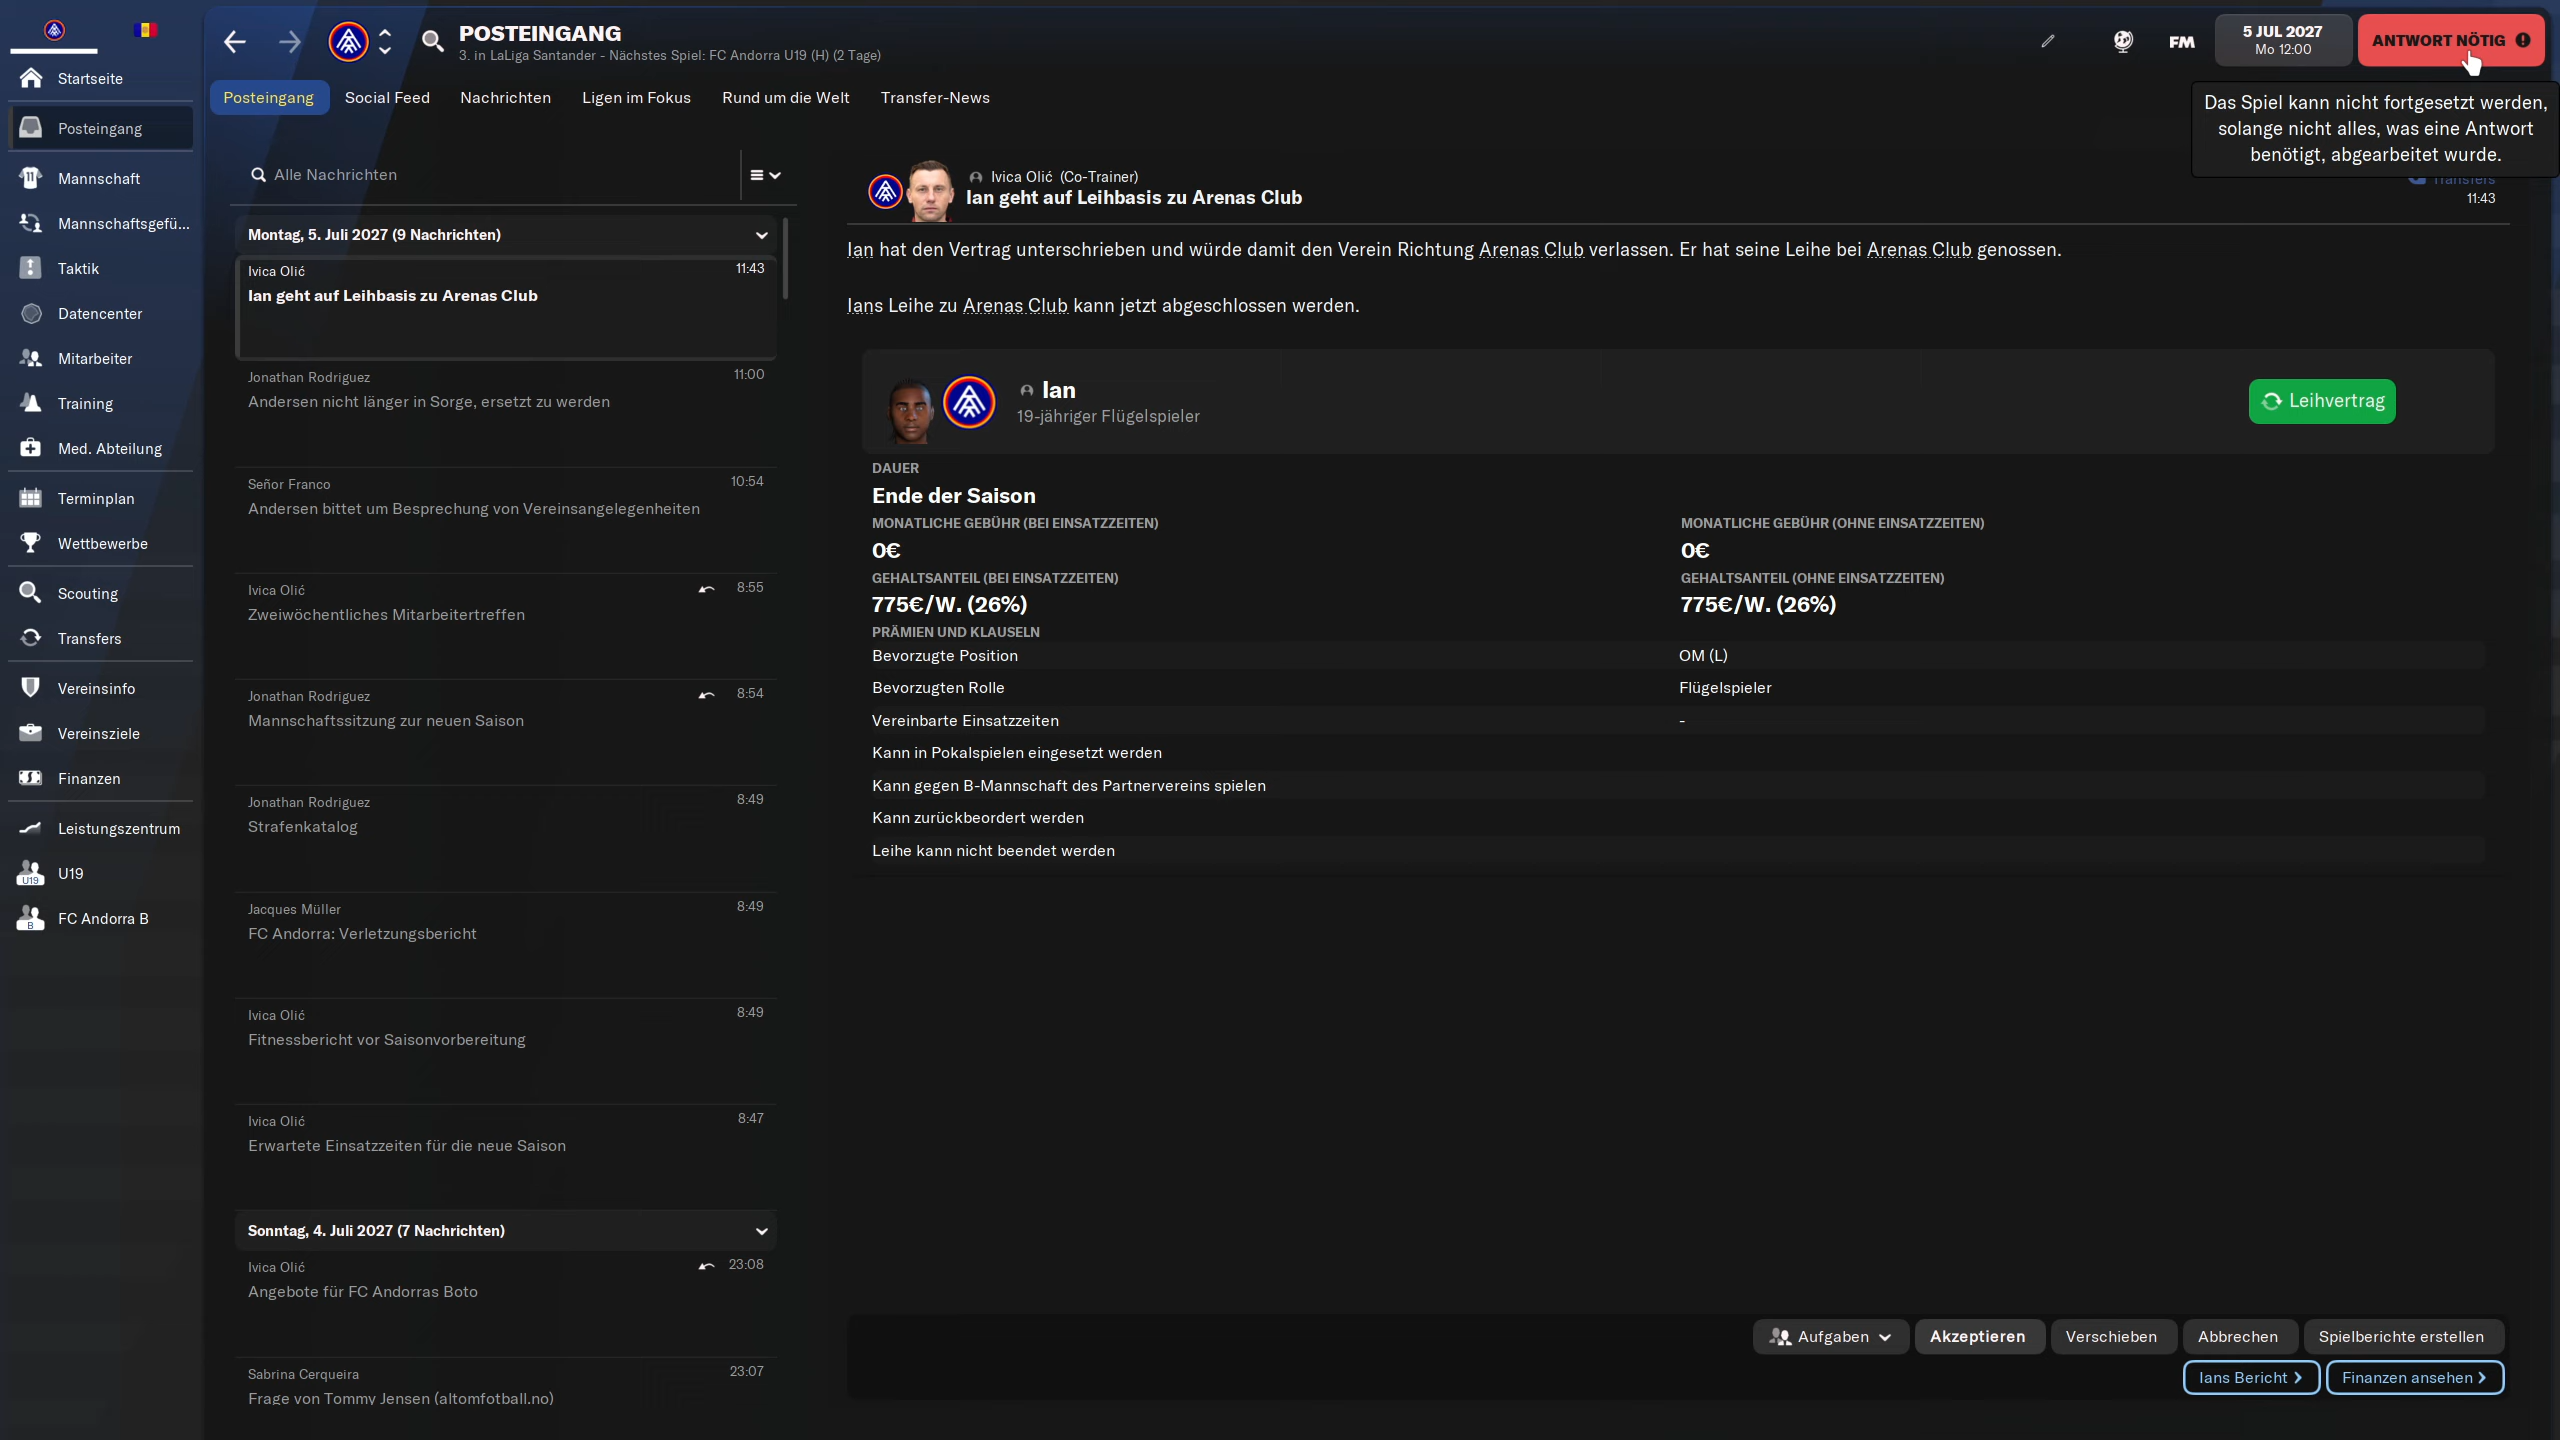 POSTEINGANG
3. in LaLiga Santander - Nächstes Spiel: FC Andorra U19 (H) (2 Tage)
FM
5 JUL 2027
Mo 12:00
ANTWORT NÖTIG
Das Spiel kann nicht fortgesetzt werden,
solange nicht alles, was eine Antwort
benötigt, abgearbeitet wurde.
Startseite
Posteingang
Mannschaft
Mannschaftsgefü...
Taktik
Datencenter
Mitarbeiter
Training
Med. Abteilung
Terminplan
Wettbewerbe
Scouting
Transfers
Vereinsinfo
Vereinsziele
Finanzen
Leistungszentrum
U19
U19
B
FC Andorra B
Posteingang
Social Feed
Nachrichten
Ligen im Fokus
Rund um die Welt
Transfer-News
Alle Nachrichten
Montag, 5. Juli 2027 (9 Nachrichten)
Ivica Olić
11:43
Ian geht auf Leihbasis zu Arenas Club
Jonathan Rodriguez
11:00
Andersen nicht länger in Sorge, ersetzt zu werden
Señor Franco
10:54
Andersen bittet um Besprechung von Vereinsangelegenheiten
Ivica Olić
8:55
Zweiwöchentliches Mitarbeitertreffen
Jonathan Rodriguez
8:54
Mannschaftssitzung zur neuen Saison
Jonathan Rodriguez
8:49
Strafenkatalog
Jacques Müller
8:49
FC Andorra: Verletzungsbericht
Ivica Olić
8:49
Fitnessbericht vor Saisonvorbereitung
Ivica Olić
8:47
Erwartete Einsatzzeiten für die neue Saison
Sonntag, 4. Juli 2027 (7 Nachrichten)
Ivica Olić
23:08
Angebote für FC Andorras Boto
Sabrina Cerqueira
23:07
Frage von Tommy Jensen (altomfotball.no)
Ivica Olić (Co-Trainer)
Ian geht auf Leihbasis zu Arenas Club
Transfers
11:43
Ian hat den Vertrag unterschrieben und würde damit den Verein Richtung Arenas Club verlassen. Er hat seine Leihe bei Arenas Club genossen.
Ians Leihe zu Arenas Club kann jetzt abgeschlossen werden.
Ian
19-jähriger Flügelspieler
Leihvertrag
DAUER
Ende der Saison
MONATLICHE GEBÜHR (BEI EINSATZZEITEN)
MONATLICHE GEBÜHR (OHNE EINSATZZEITEN)
0€
0€
GEHALTSANTEIL (BEI EINSATZZEITEN)
GEHALTSANTEIL (OHNE EINSATZZEITEN)
775€/W. (26%)
775€/W. (26%)
PRÄMIEN UND KLAUSELN
Bevorzugte Position
OM (L)
Bevorzugten Rolle
Flügelspieler
Vereinbarte Einsatzzeiten
-
Kann in Pokalspielen eingesetzt werden
Kann gegen B-Mannschaft des Partnervereins spielen
Kann zurückbeordert werden
Leihe kann nicht beendet werden
Aufgaben
Akzeptieren
Verschieben
Abbrechen
Spielberichte erstellen
Ians Bericht
Finanzen ansehen